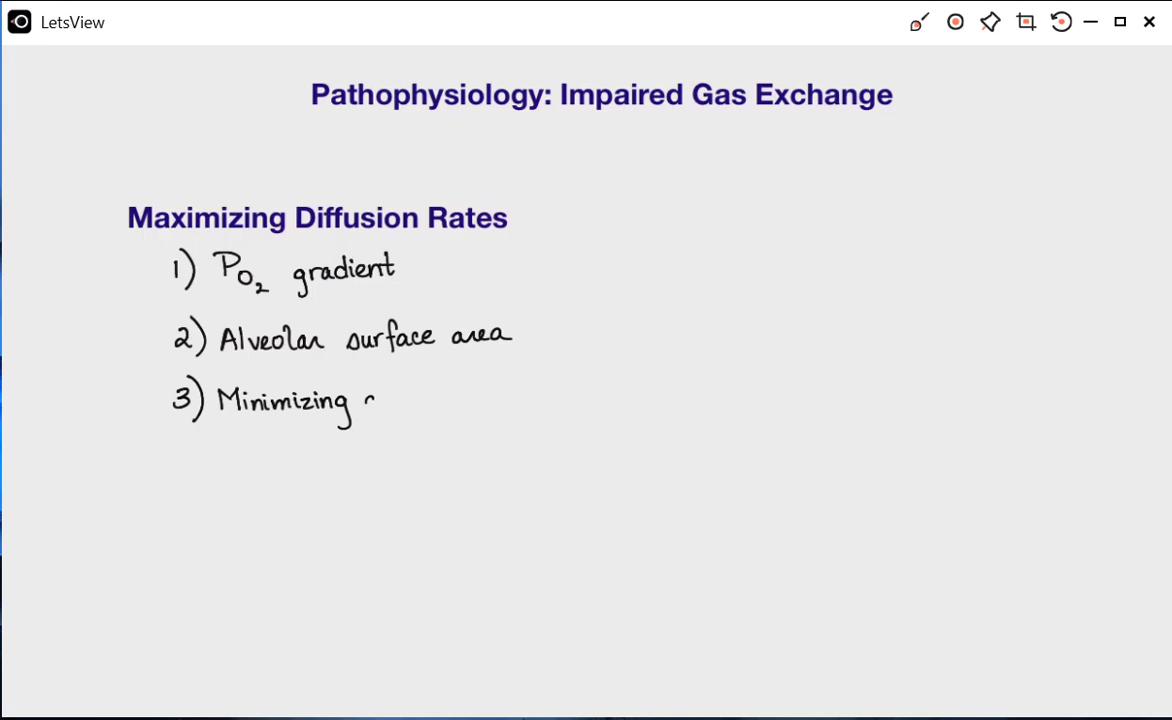 LetsView
Pathophysiology: Impaired Gas Exchange
Maximizing Diffusion Rates
1) PO2 gradient
2) Alveolar surface area
3) Minimizing